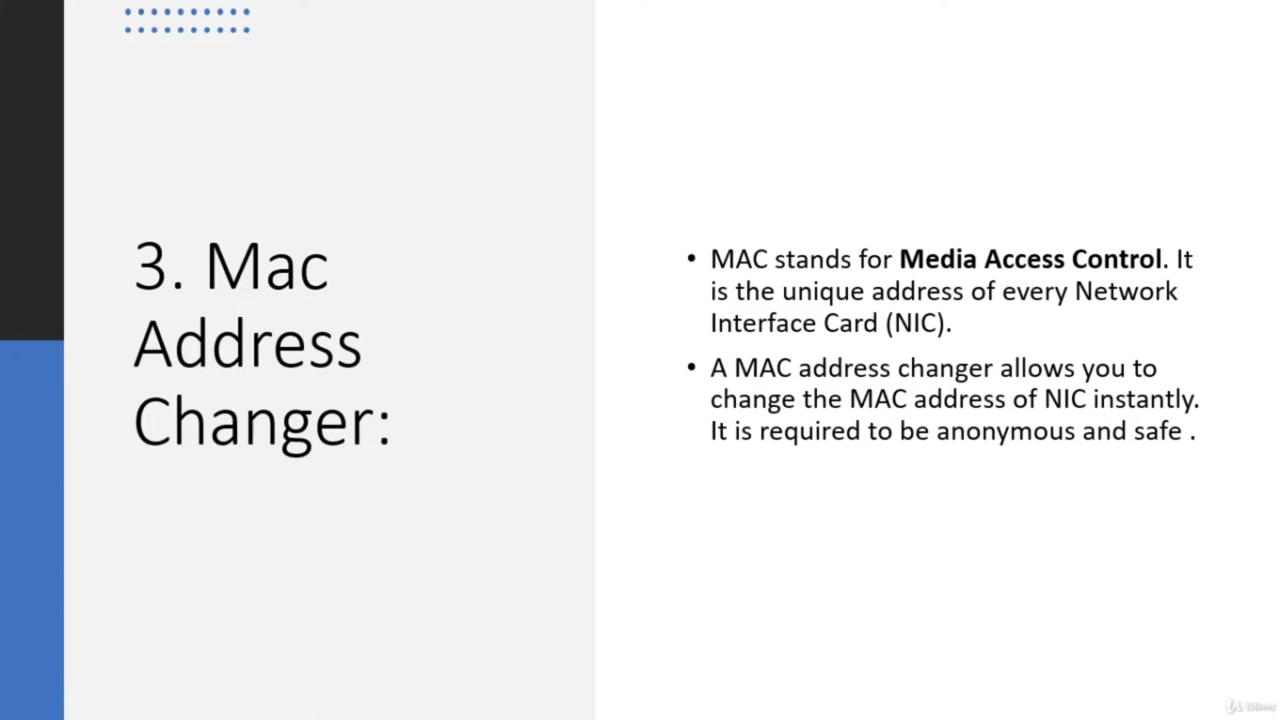 3. Mac
Address
Changer:
• MAC stands for Media Access Control. It
is the unique address of every Network
Interface Card (NIC).
• A MAC address changer allows you to
change the MAC address of NIC instantly.
It is required to be anonymous and safe .
Udemy